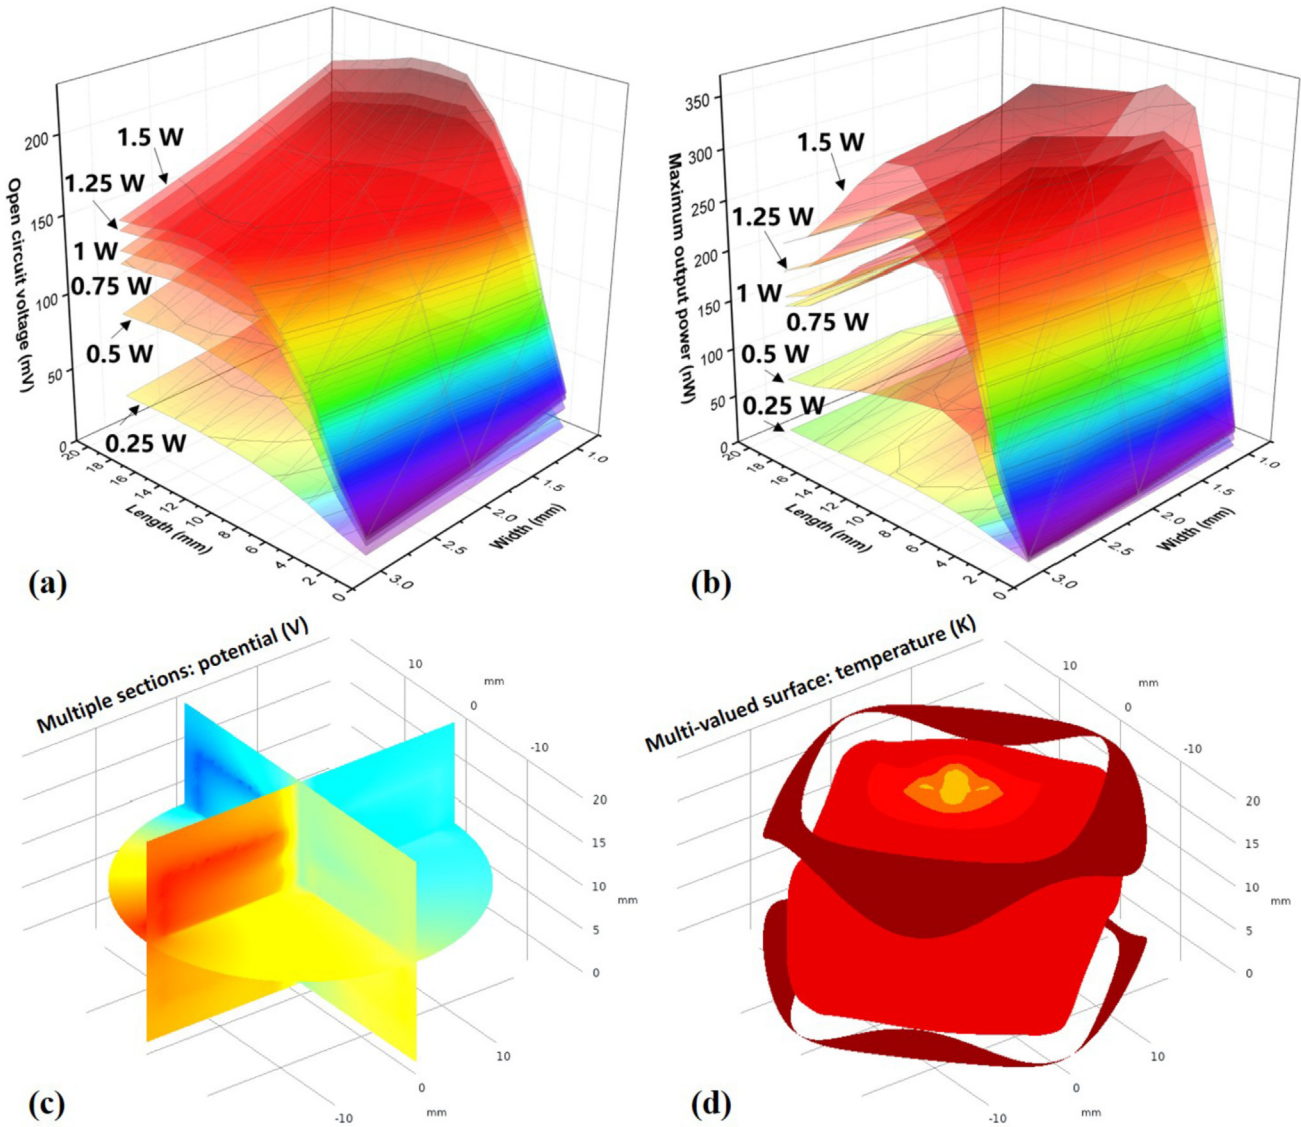 1.5 W
1.25 W
1 W
0.75 W
0.5 W
0.25 W
Open circuit voltage (mV)
200
150
100
50
0
20
18
16
14
12
10
8
6
4
2
0
Length (mm)
1.0
1.5
2.0
2.5
3.0
Width (mm)
(a)
1.5 W
1.25 W
1 W
0.75 W
0.5 W
0.25 W
Maximum output power (nW)
350
300
250
200
150
100
50
0
20
18
16
14
12
10
8
6
4
2
0
Length (mm)
1.0
1.5
2.0
2.5
3.0
Width (mm)
(b)
Multiple sections: potential (V)
10
mm
0
-10
20
15
10
mm
5
0
10
0
mm
-10
(c)
Multi-valued surface: temperature (K)
10
mm
0
-10
20
15
10
mm
5
0
10
0
mm
-10
(d)